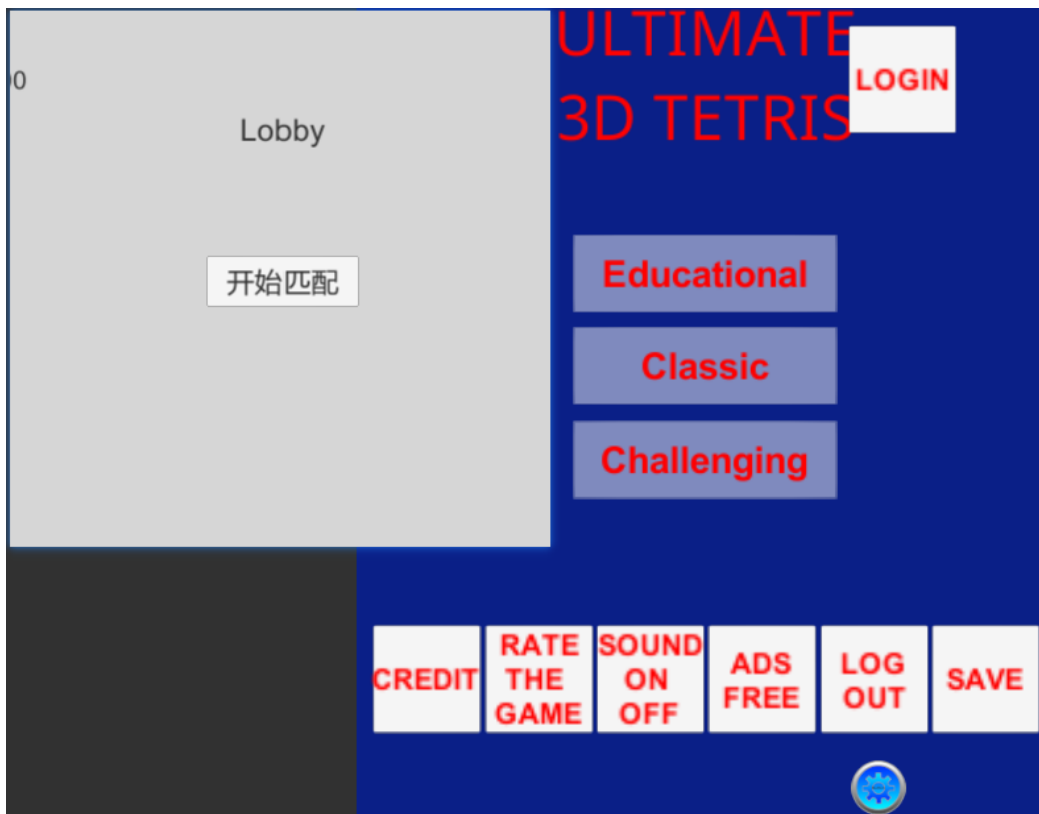 00
Lobby
开始匹配
ULTIMATE
3D TETRIS
LOGIN
Educational
Classic
Challenging
CREDIT
RATE
THE
GAME
SOUND
ON
OFF
ADS
FREE
LOG
OUT
SAVE